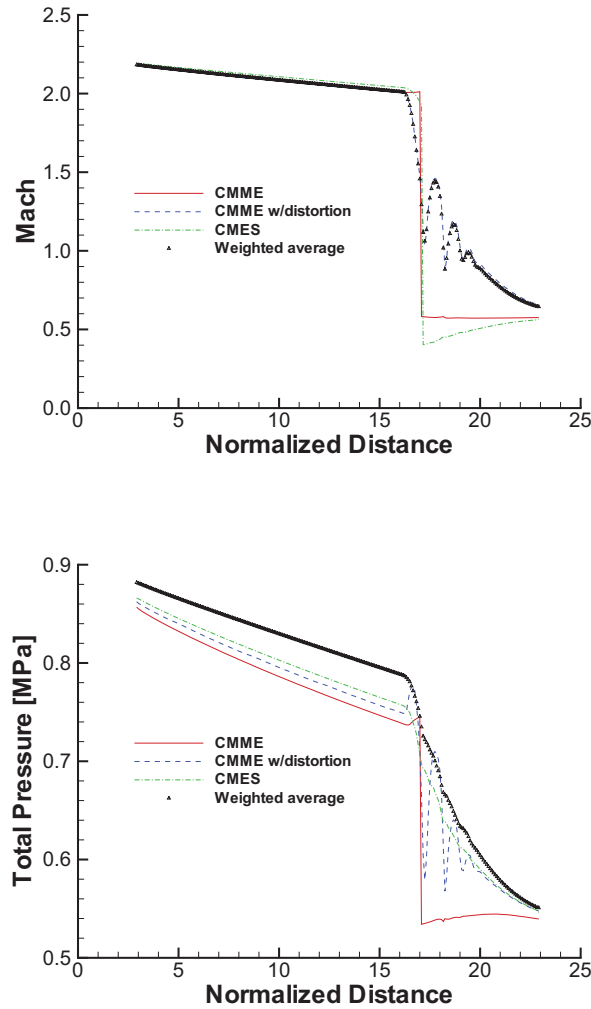 2.5
2.0
1.5
1.0
0.5
0.0
Mach
CMME
CMME w/distortion
CMES
Weighted average
0
5
10
15
20
25
Normalized Distance
0.9
0.8
0.7
0.6
0.5
Total Pressure [MPa]
CMME
CMME w/distortion
CMES
Weighted average
0
5
10
15
20
25
Normalized Distance